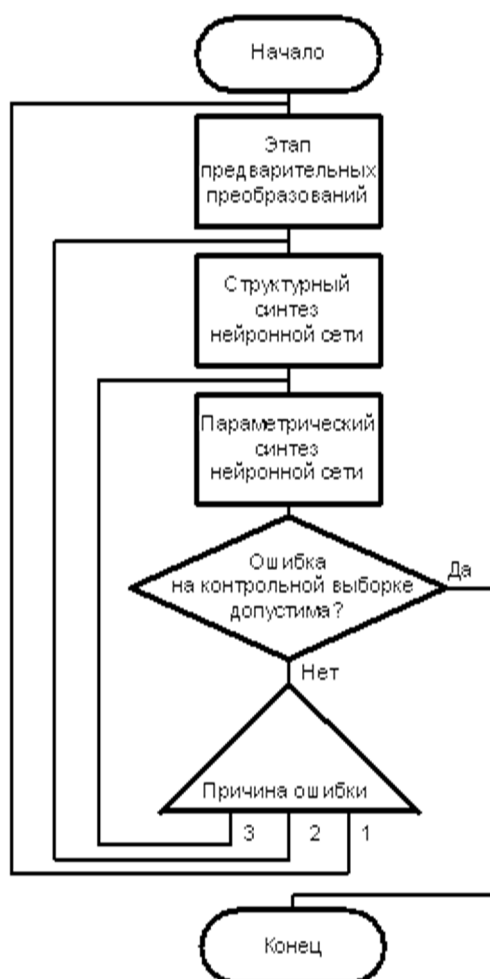 Начало
Этап
предварительных
преобразований
Структурный
синтез
нейронной сети
Параметрический
синтез
нейронной сети
Ошибка
на контрольной выборке
допустима?
Да
Нет
Причина ошибки
3 2 1
Конец